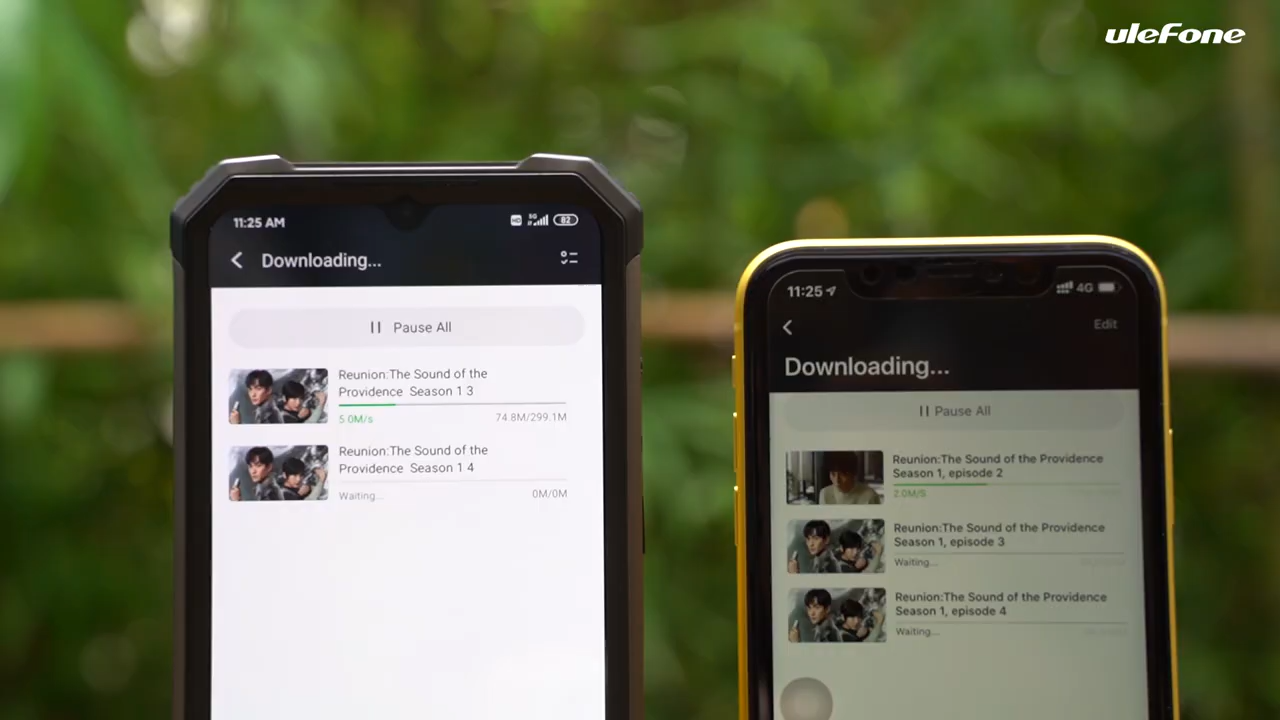 uleFone
11:25 AM
HD 5G 82
Downloading...
Pause All
Reunion:The Sound of the
Providence Season 1 3
5.0M/s 74.8M/299.1M
Reunion:The Sound of the
Providence Season 1 4
Waiting... 0M/0M
11:25 4G
Edit
Downloading...
Pause All
Reunion:The Sound of the Providence
Season 1, episode 2
2.0M/S
Reunion:The Sound of the Providence
Season 1, episode 3
Waiting...
Reunion:The Sound of the Providence
Season 1, episode 4
Waiting...